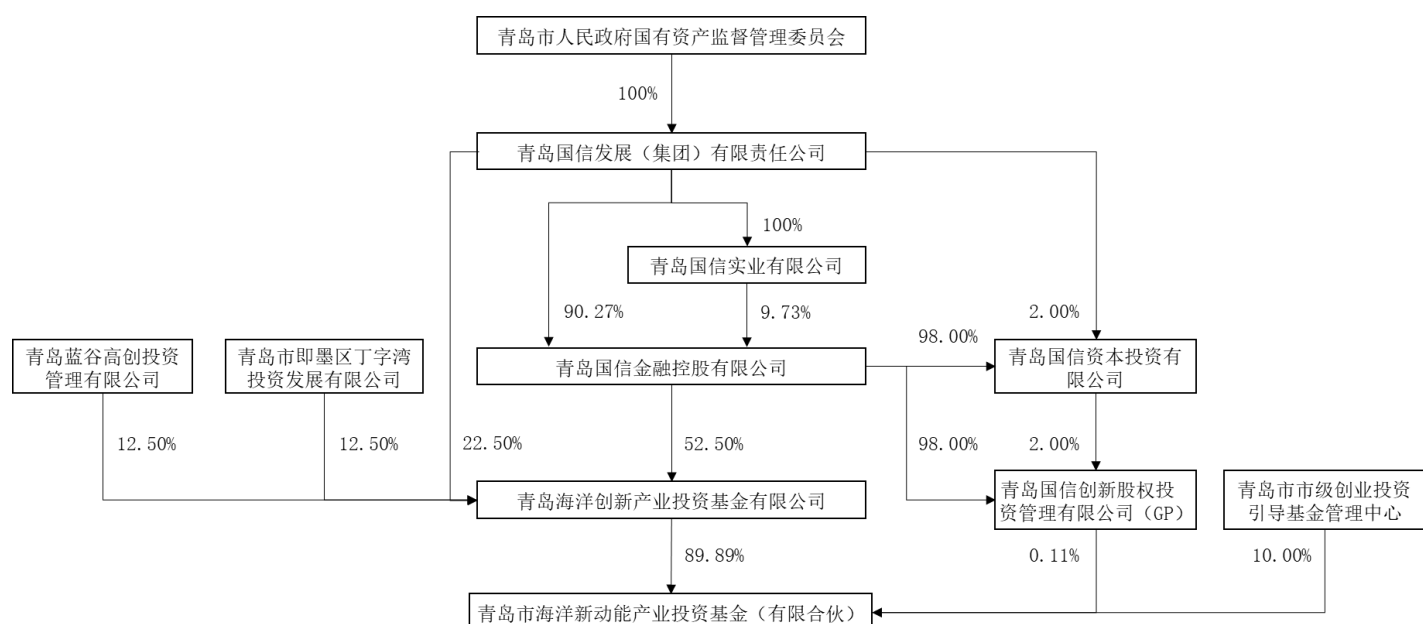 青岛市人民政府国有资产监督管理委员会
100%
青岛国信发展（集团）有限责任公司
100%
青岛国信实业有限公司
90.27%
9.73%
2.00%
青岛蓝谷高创投资
管理有限公司
青岛市即墨区丁字湾
投资发展有限公司
青岛国信金融控股有限公司
98.00%
青岛国信资本投资有
限公司
12.50%
12.50%
22.50%
52.50%
98.00%
2.00%
青岛海洋创新产业投资基金有限公司
青岛国信创新股权投
资管理有限公司（GP）
青岛市市级创业投资
引导基金管理中心
89.89%
0.11%
10.00%
青岛市海洋新动能产业投资基金（有限合伙）